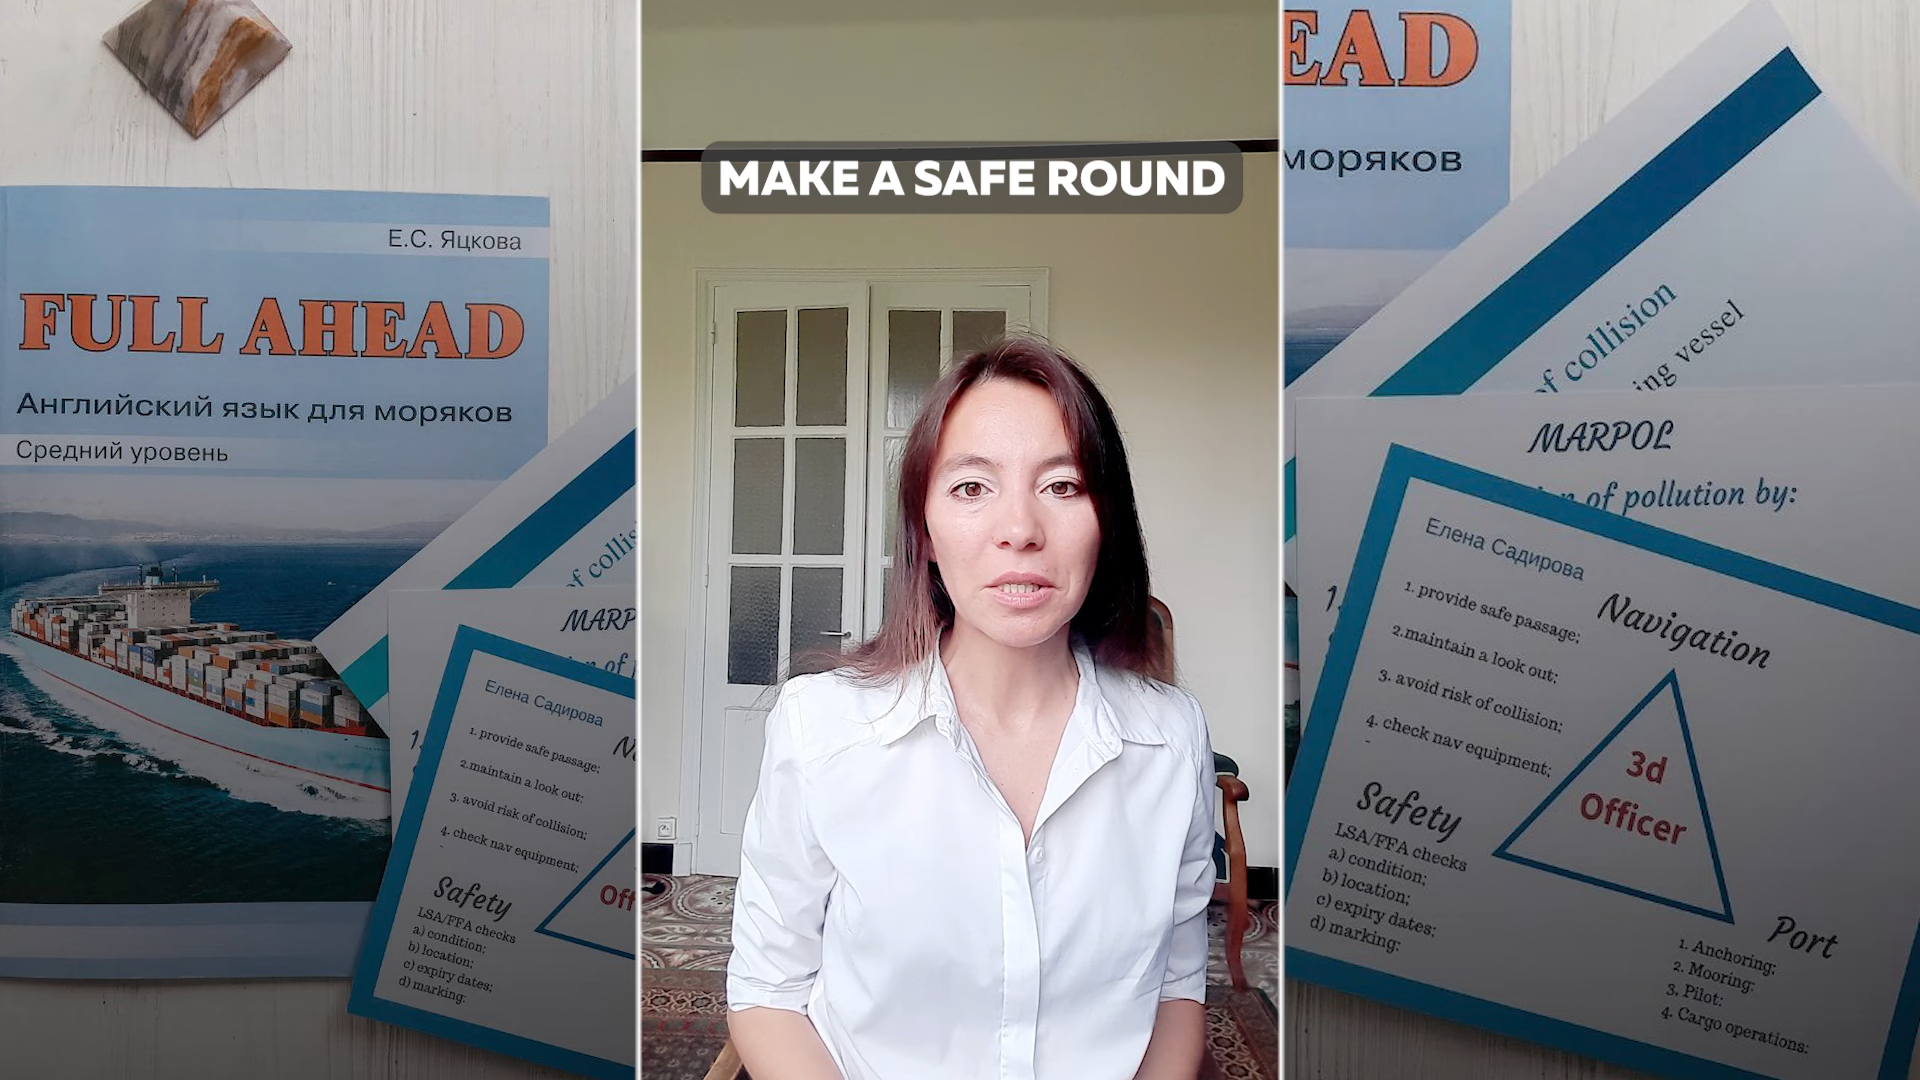 MAKE A SAFE ROUND
Е.С. Яцкова
FULL AHEAD
Английский язык для моряков
Средний уровень
of collis
MARP
of
Елена Садирова
1. provide safe passage;
2.maintain a look out:
3. avoid risk of collision;
4. check nav equipment;
-
Safety
LSA/FFA checks
a) condition;
b) location;
c) expiry dates;
d) marking:
EAD
моряков
of collision
ing vessel
MARPOL
of pollution by:
Елена Садирова
1. provide safe passage;
2.maintain a look out:
3. avoid risk of collision;
4. check nav equipment;
-
Navigation
3d
Officer
Safety
LSA/FFA checks
a) condition;
b) location;
c) expiry dates;
d) marking:
Port
1. Anchoring;
2. Mooring:
3. Pilot:
4. Cargo operations: